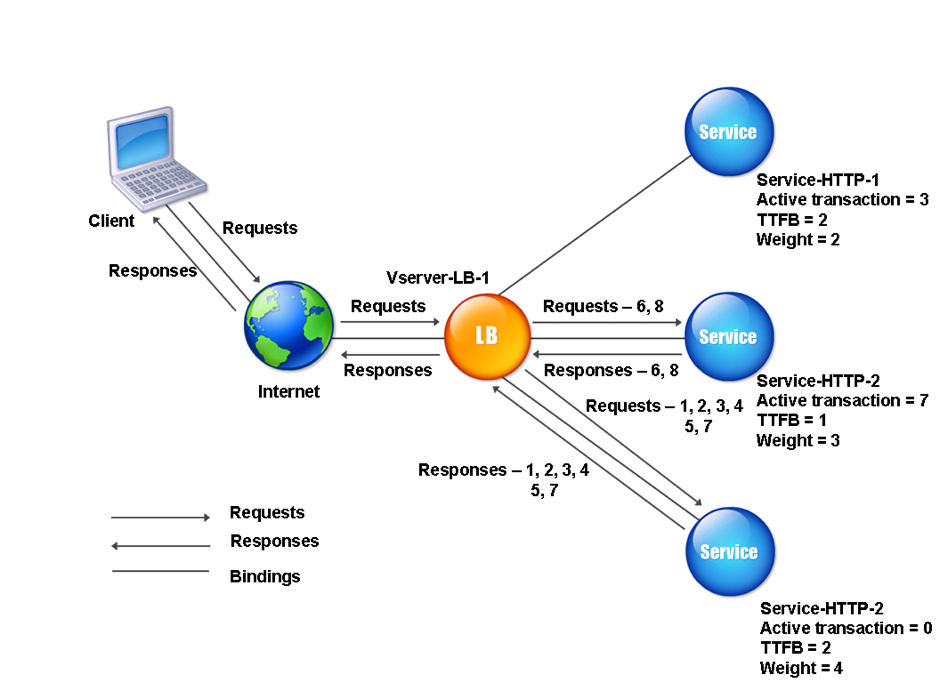 Service
Service-HTTP-1
Active transaction = 3
TTFB = 2
Weight = 2
Client
Requests
Responses
Vserver-LB-1
Requests
LB
Responses
Internet
Requests – 6, 8
Responses – 6, 8
Service
Service-HTTP-2
Active transaction = 7
TTFB = 1
Weight = 3
Requests – 1, 2, 3, 4
5, 7
Responses – 1, 2, 3, 4
5, 7
Requests
Responses
Bindings
Service
Service-HTTP-2
Active transaction = 0
TTFB = 2
Weight = 4